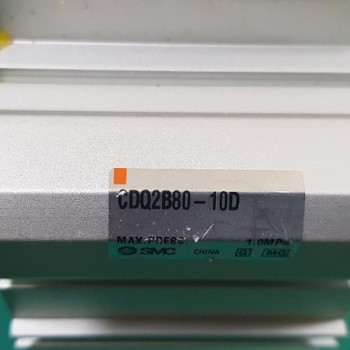 CDQ2B80-10D
MAX.PRESS. 1.0MPa
SMC CHINA